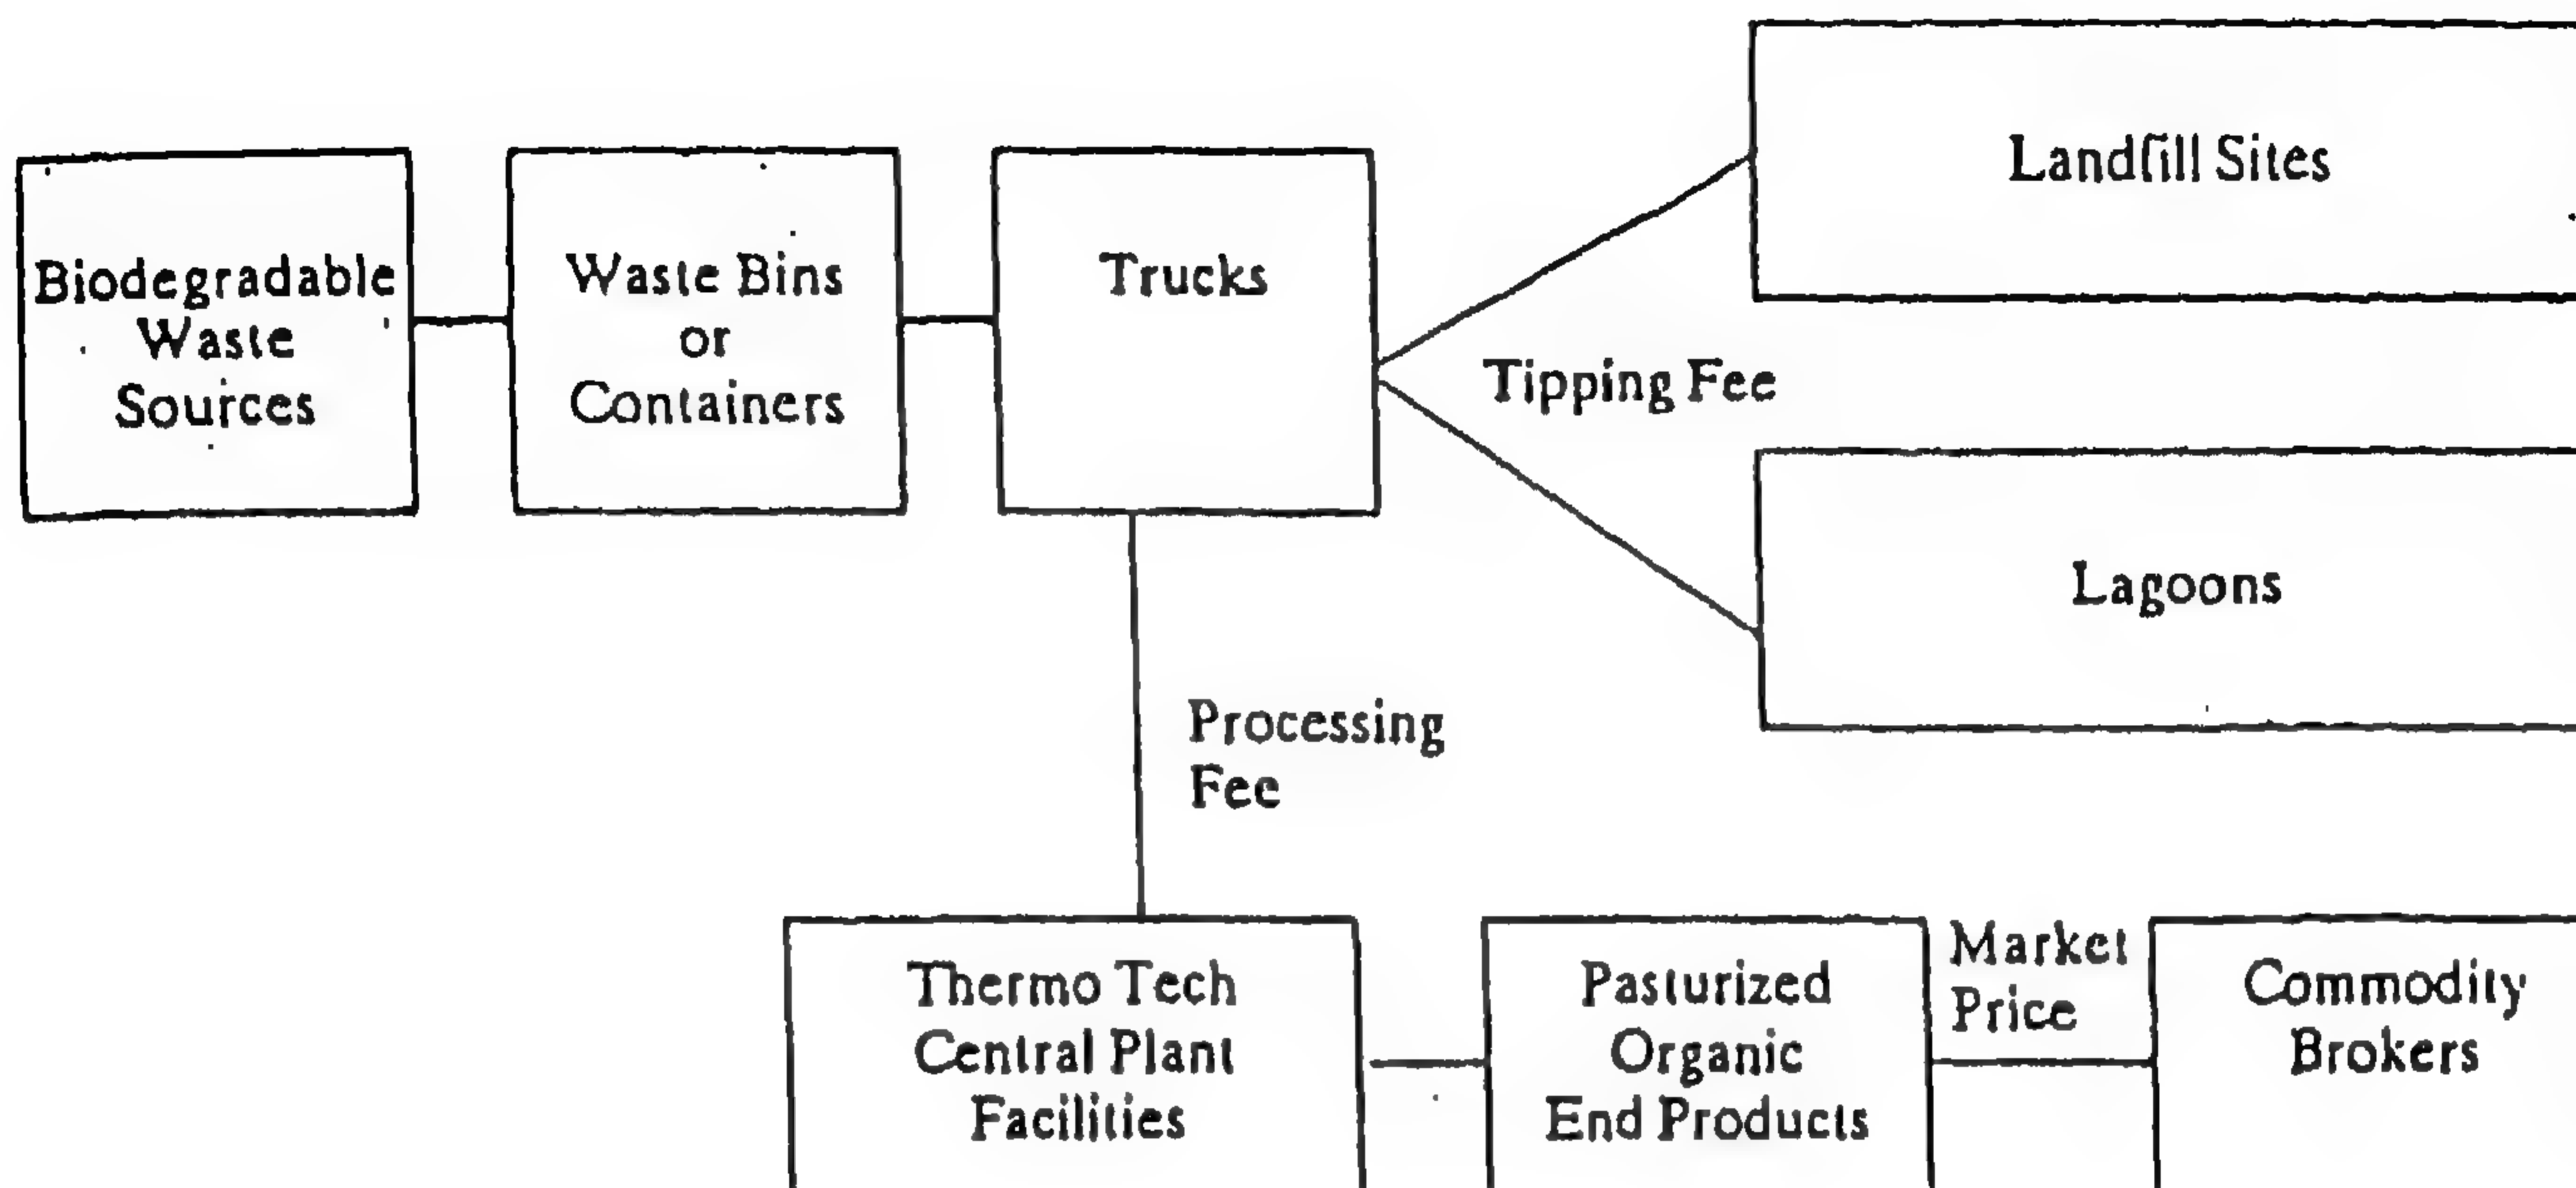 Landfill Sites
Biodegradable
Waste
Sources
Waste Bins
or
Containers
Trucks
Tipping Fee
Lagoons
Processing
Fee
Thermo Tech
Central Plant
Facilities
Pasturized
Organic
End Products
Market
Price
Commodity
Brokers